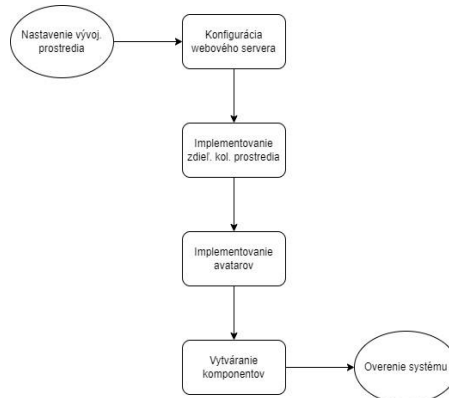 Nastavenie vývoj.
prostredia
Konfigurácia
webového servera
Implementovanie
zdieľ. kol. prostredia
Implementovanie
avatarov
Vytváranie
komponentov
Overenie systému